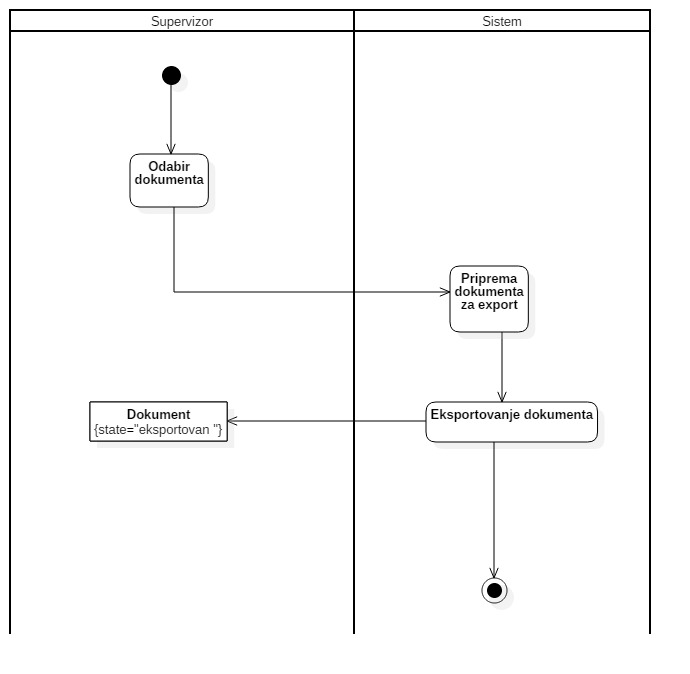 Supervizor
Sistem
Odabir
dokumenta
Priprema
dokumenta
za export
Dokument
{state="eksportovan "}
Eksportovanje dokumenta